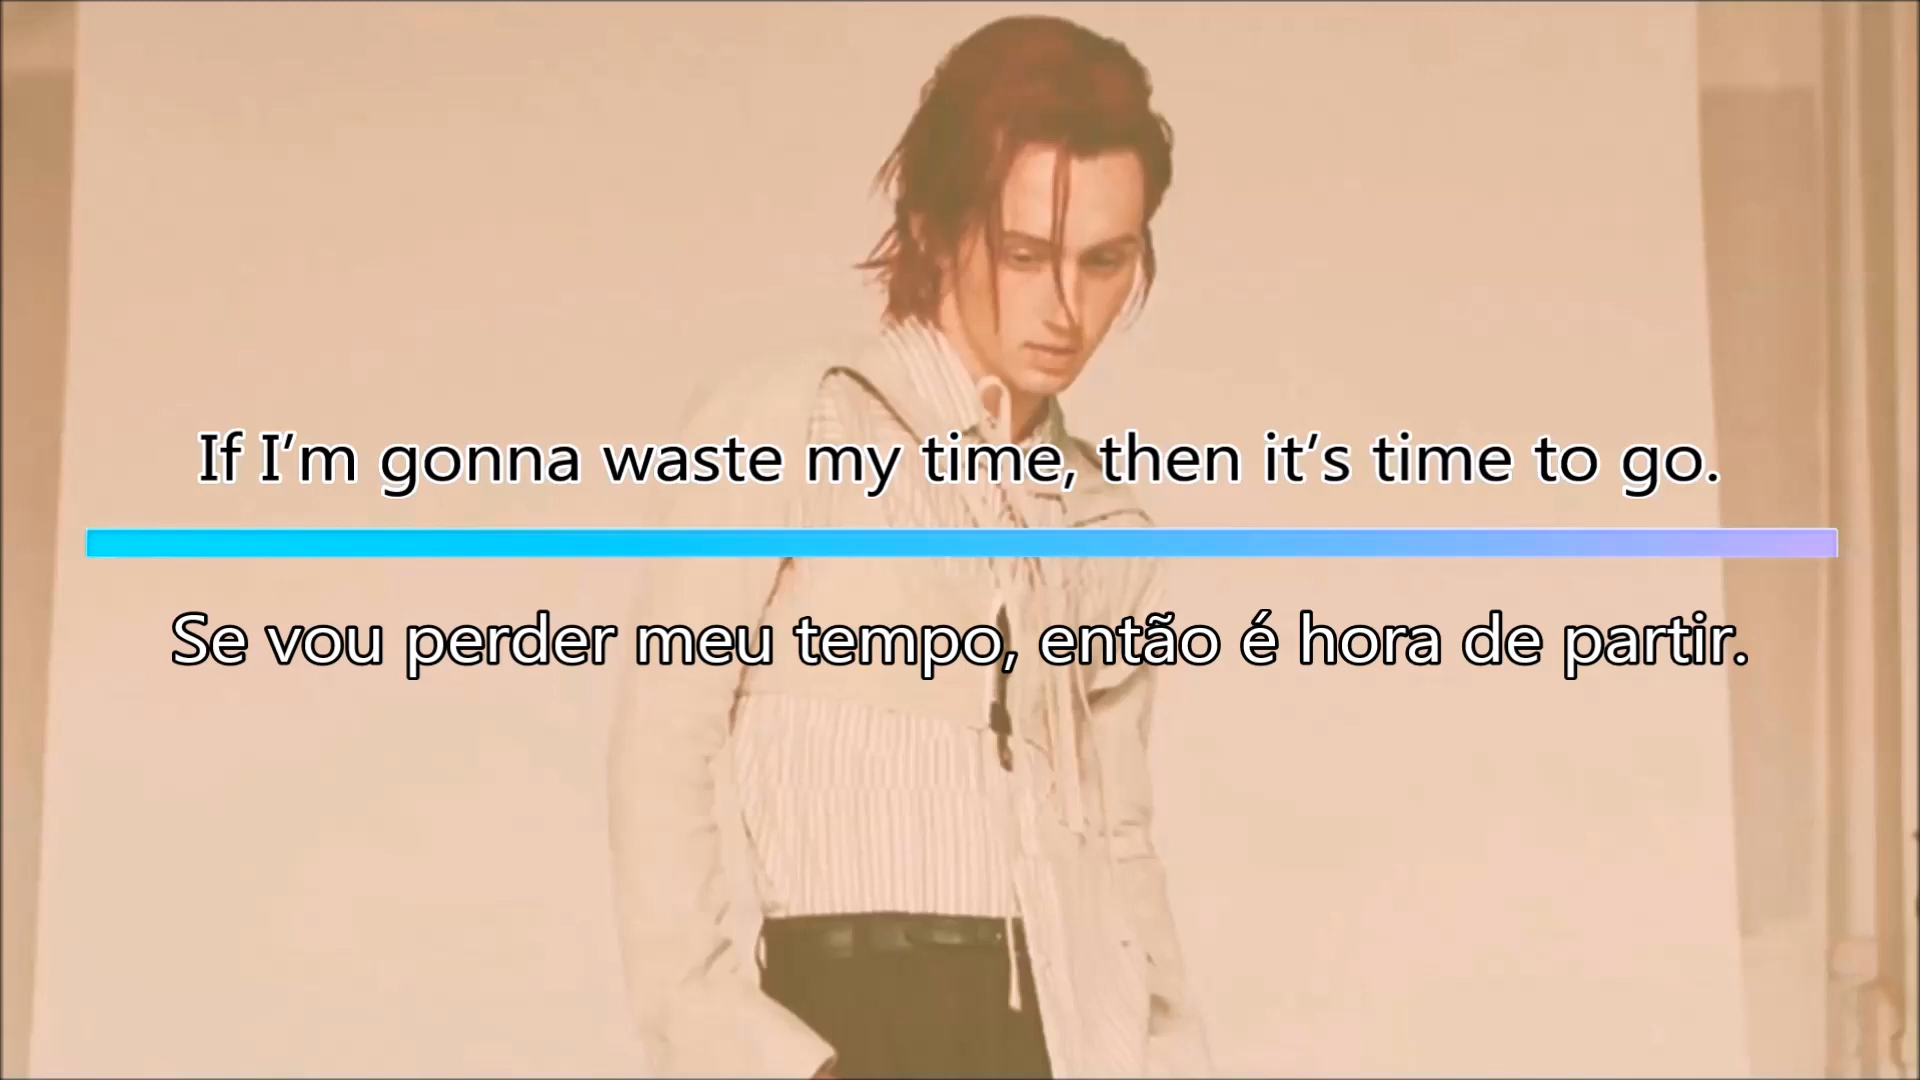 If I’m gonna waste my time, then it’s time to go.
Se vou perder meu tempo, então é hora de partir.